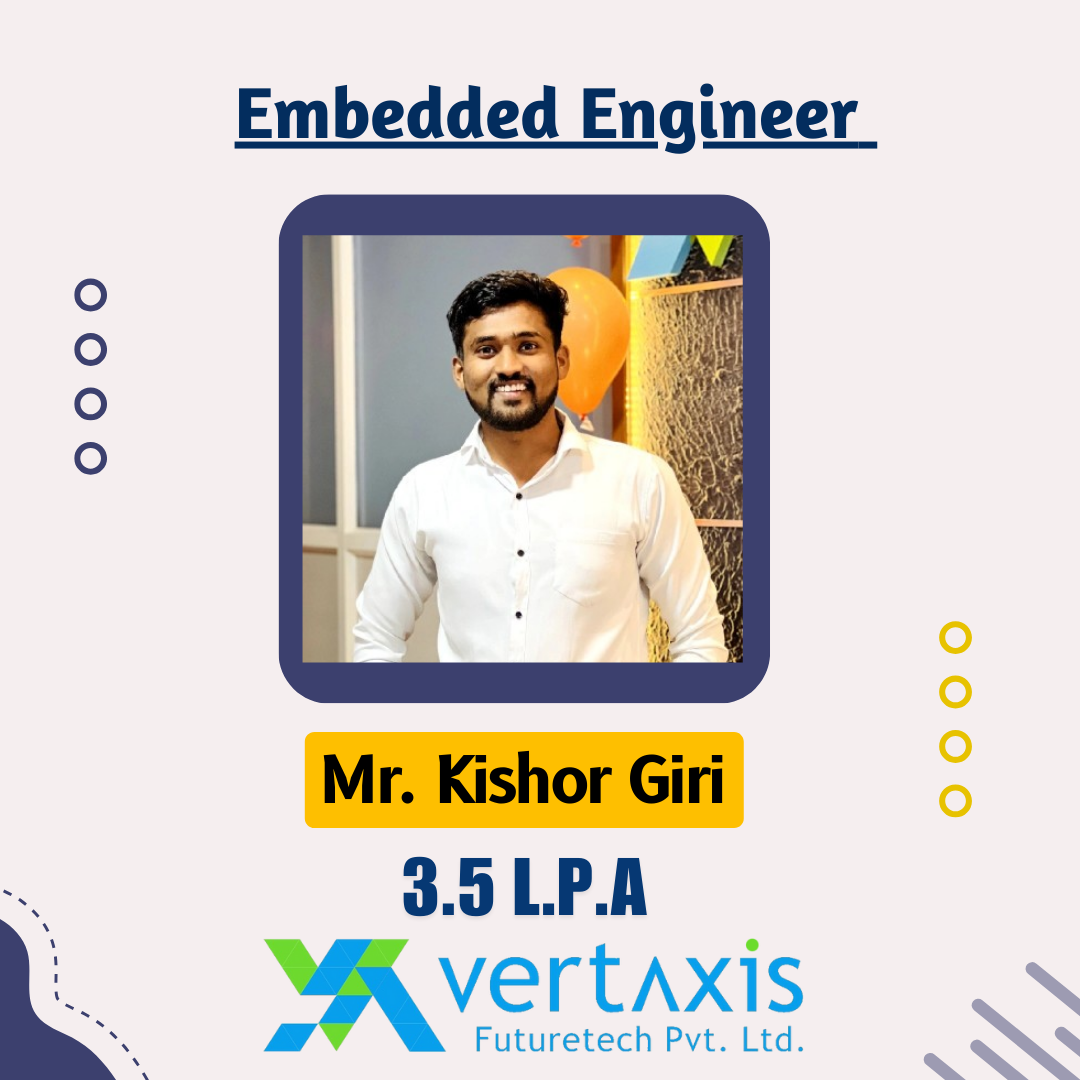 Embedded Engineer
Mr. Kishor Giri
3.5 L.P.A
vertaxis
Futuretech Pvt. Ltd.